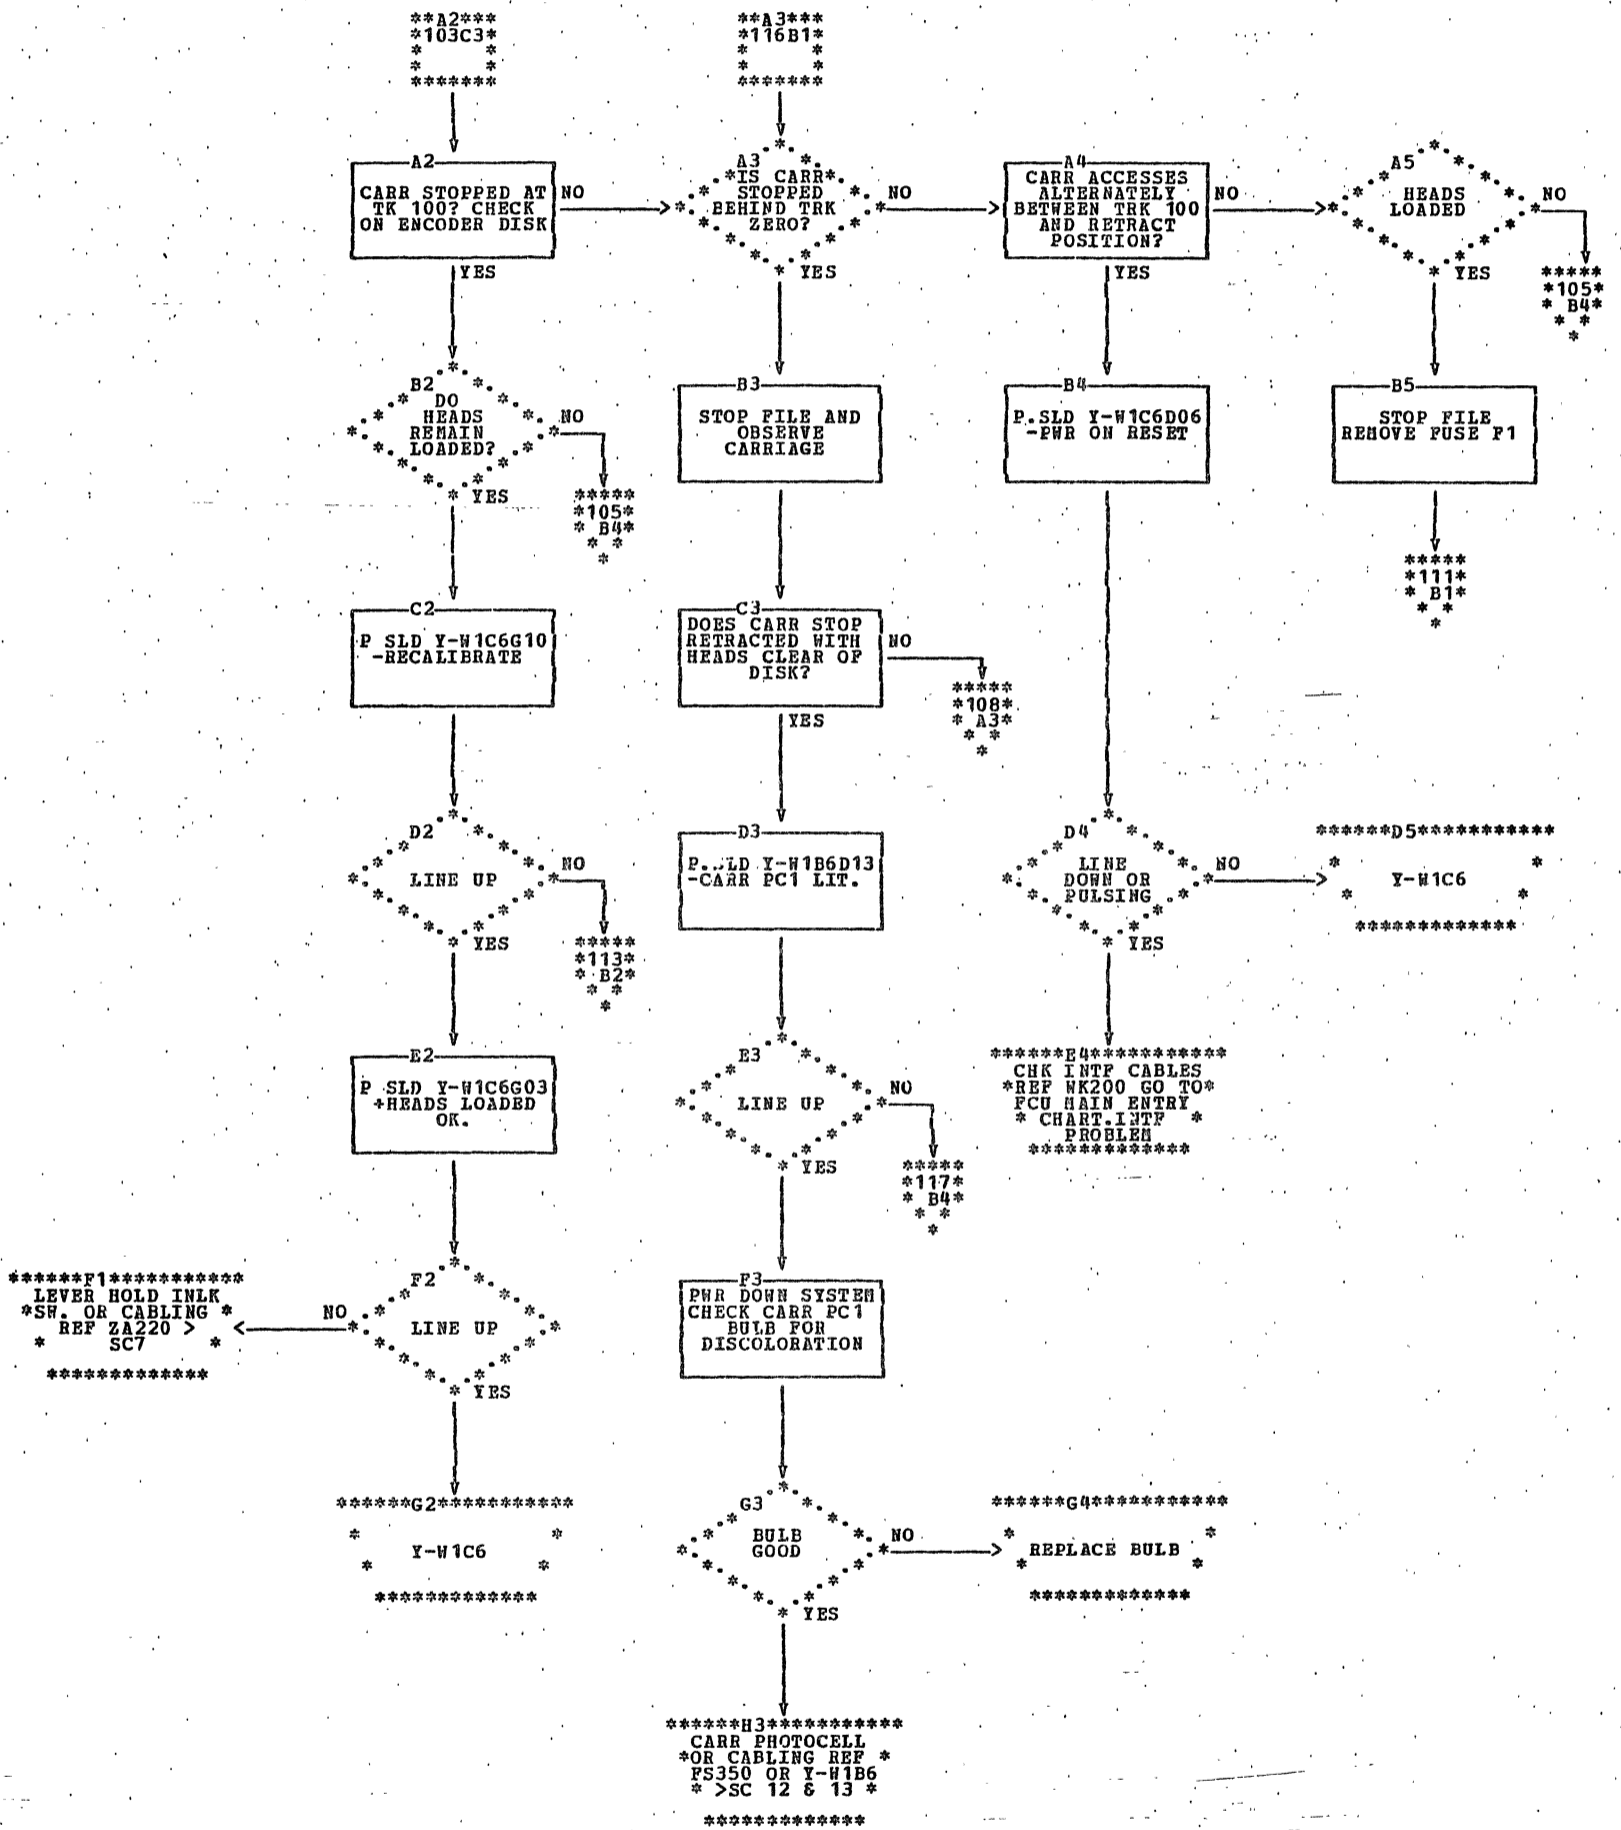 **A2***
*103C3*
* *
* *
*******
**A3***
*116B1*
* *
* *
*******
A2
CARR STOPPED AT
TK 100? CHECK
ON ENCODER DISK
NO
YES
A3
*IS CARR*
STOPPED
BEHIND TRK
ZERO?
NO
YES
A4
CARR ACCESSES
ALTERNATELY
BETWEEN TRK 100
AND RETRACT
POSITION?
NO
YES
A5
HEADS
LOADED
NO
YES
*****
*105*
* B4*
* *
*
B2
DO
HEADS
REMAIN
LOADED?
NO
YES
*****
*105*
* B4*
* *
*
B3
STOP FILE AND
OBSERVE
CARRIAGE
B4
P.SLD Y-W1C6D06
-PWR ON RESET
B5
STOP FILE
REMOVE FUSE F1
*****
*111*
* B1*
* *
*
C2
P SLD Y-W1C6G10
-RECALIBRATE
C3
DOES CARR STOP
RETRACTED WITH
HEADS CLEAR OF
DISK?
NO
YES
*****
*108*
* A3*
* *
*
D2
LINE UP
NO
YES
*****
*113*
* B2*
* *
*
D3
P. SLD Y-W1B6D13
-CARR PC1 LIT.
D4
LINE
DOWN OR
PULSING
NO
YES
******D5***********
* *
Y-W1C6
* *
*************
E2
P SLD Y-W1C6G03
+HEADS LOADED
OK.
E3
LINE UP
NO
YES
*****
*117*
* B4*
* *
*
******E4***********
CHK INTF CABLES
*REF WK200 GO TO*
FCU MAIN ENTRY
* CHART.INTF *
PROBLEM
*************
******F1***********
LEVER HOLD INLK
*SW. OR CABLING *
REF ZA220 >
* SC7 *
*************
F2
NO
LINE UP
YES
F3
PWR DOWN SYSTEM
CHECK CARR PC1
BULB FOR
DISCOLORATION
******G2***********
* *
Y-W1C6
* *
*************
G3
BULB
GOOD
NO
YES
******G4***********
* *
REPLACE BULB
* *
*************
******H3***********
CARR PHOTOCELL
*OR CABLING REF *
FS350 OR Y-W1B6
* >SC 12 & 13 *
*************